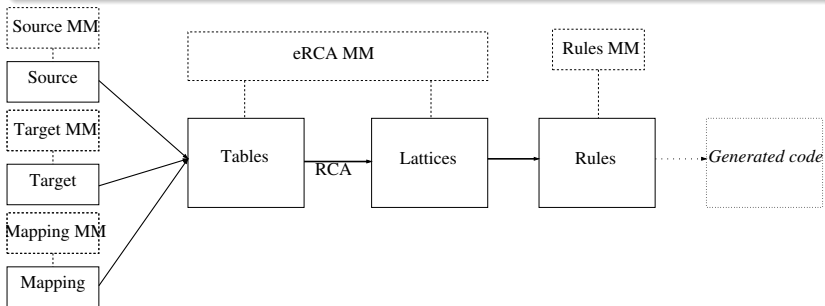 Source MM
Source
Target MM
Target
Mapping MM
Mapping
eRCA MM
Tables
RCA
Lattices
Rules MM
Rules
Generated code